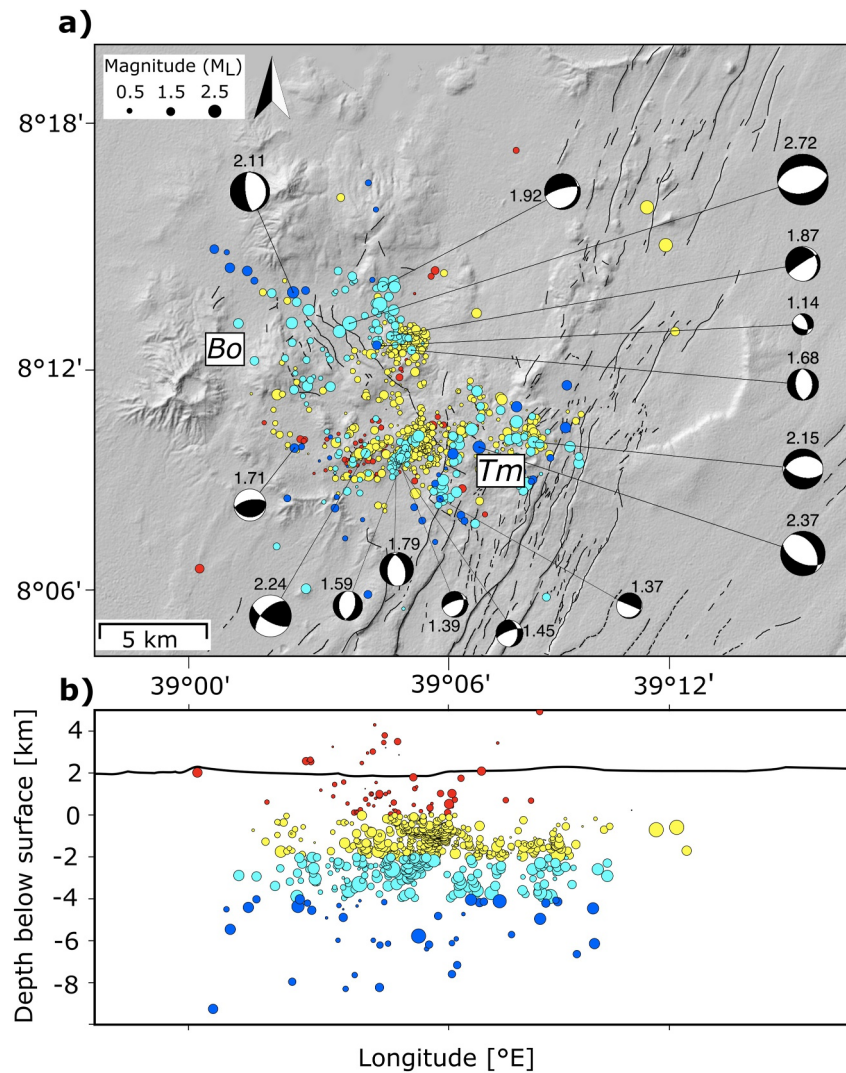 a)
Magnitude (M_L)
0.5 1.5 2.5
8°18'
8°12'
8°06'
2.11
1.92
2.72
1.87
1.14
1.68
2.15
2.37
Bo
Tm
1.71
2.24
1.59
1.79
1.39
1.45
1.37
5 km
39°00' 39°06' 39°12'
b)
Depth below surface [km]
4
2
0
-2
-4
-6
-8
Longitude [°E]